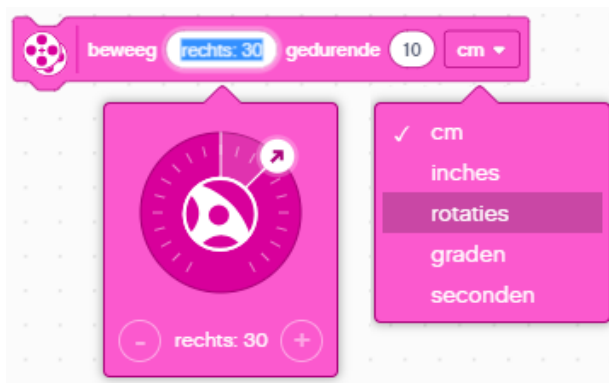 beweeg rechts: 30 gedurende 10 cm
- rechts: 30 +
✓ cm
inches
rotaties
graden
seconden